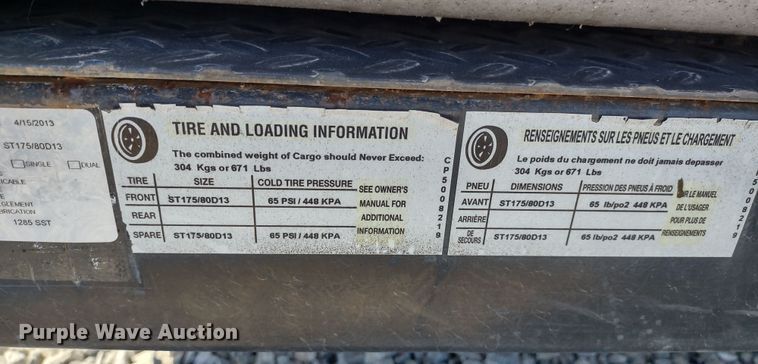 4/15/2013
ST175/80D13
SINGLE DUAL
1285 SST
TIRE AND LOADING INFORMATION
The combined weight of Cargo should Never Exceed:
304 Kgs or 671 Lbs
TIRE SIZE COLD TIRE PRESSURE
FRONT ST175/80D13 65 PSI / 448 KPA
REAR
SPARE ST175/80D13 65 PSI / 448 KPA
SEE OWNER'S
MANUAL FOR
ADDITIONAL
INFORMATION
CP5008219
RENSEIGNEMENTS SUR LES PNEUS ET LE CHARGEMENT
Le poids du chargement ne doit jamais depasser
304 Kgs or 671 Lbs
PNEU DIMENSIONS PRESSION DES PNEUS À FROID
AVANT ST175/80D13 65 lb/po2 448 KPA
ARRIÈRE
DE SECOURS ST175/80D13 65 lb/po2 448 KPA
LE MANUEL
DE L'USAGER
POUR PLUS DE
RENSEIGNEMENTS
5008219
Purple Wave Auction